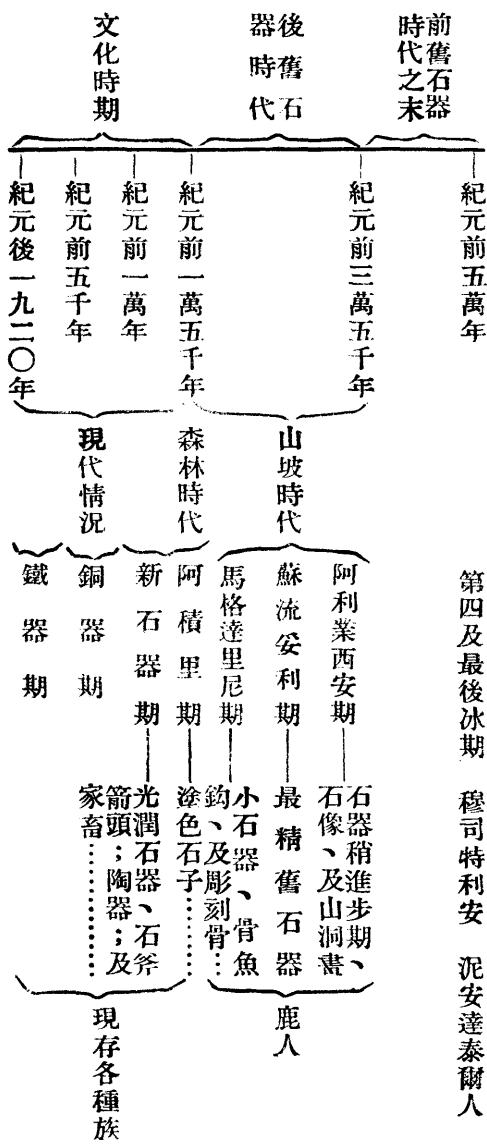 前舊石器
時代之末
後舊石
器時代
文化時期
紀元前五萬年
紀元前三萬五千年
紀元前一萬五千年
紀元前一萬年
紀元前五千年
紀元後一九二〇年
第四及最後冰期　穆司特利安　泥安達泰爾人
山坡時代
森林時代
現代情況
阿利業西安期
蘇流妥利期
馬格達里尼期
阿積里期
新石器期
銅器期
鐵器期
石器稍進步期、
石像、及山洞畫
最精舊石器
小石器、骨魚
鈎、及彫刻骨…
塗色石子……
光潤石器、石斧
箭頭；陶器；及
家畜…………
鹿人
現存各種族